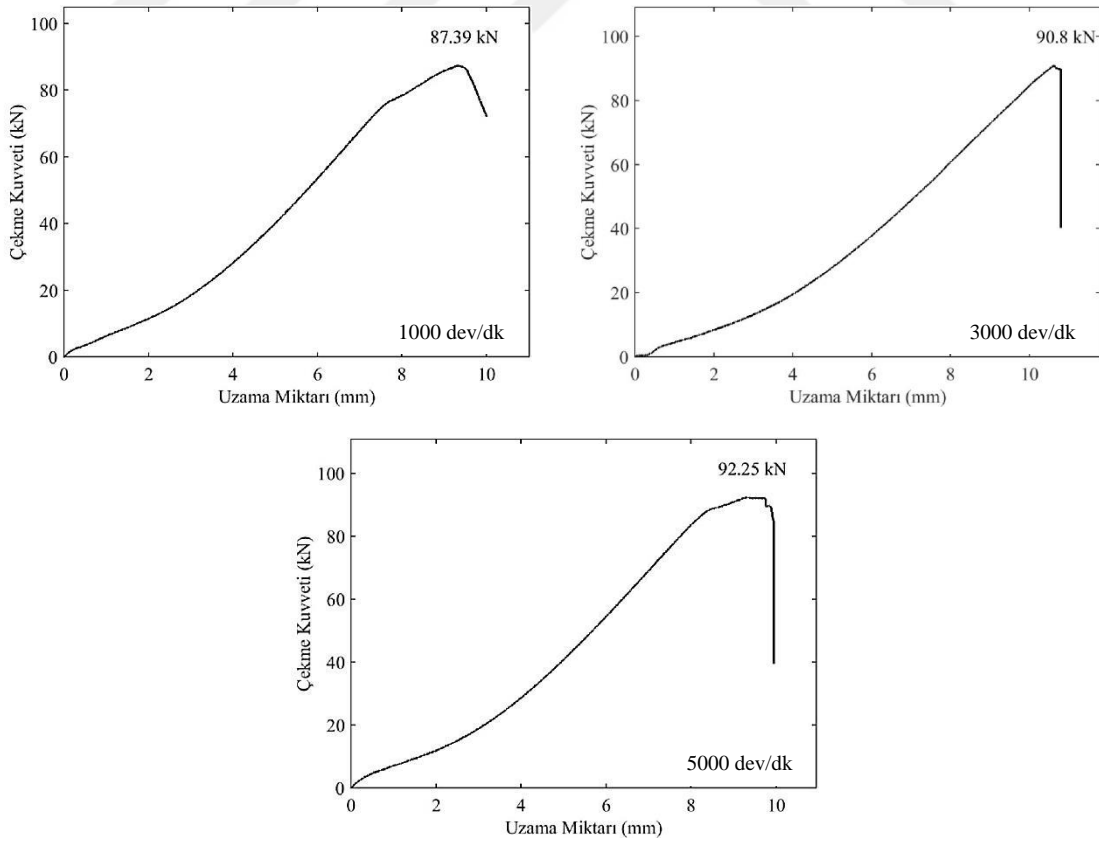 100
87.39 kN
80
60
40
20
0
Çekme Kuvveti (kN)
1000 dev/dk
0 2 4 6 8 10
Uzama Miktarı (mm)
100
90.8 kN
80
60
40
20
0
Çekme Kuvveti (kN)
3000 dev/dk
0 2 4 6 8 10
Uzama Miktarı (mm)
100
92.25 kN
80
60
40
20
0
Çekme Kuvveti (kN)
5000 dev/dk
0 2 4 6 8 10
Uzama Miktarı (mm)